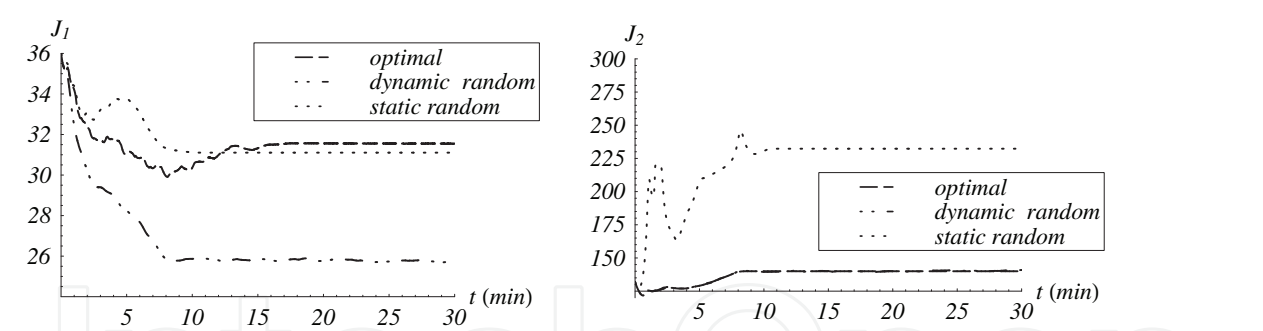 J1
36
34
32
30
28
26
optimal
dynamic random
static random
5 10 15 20 25 30
t (min)
J2
300
275
250
225
200
175
150
optimal
dynamic random
static random
5 10 15 20 25 30
t (min)